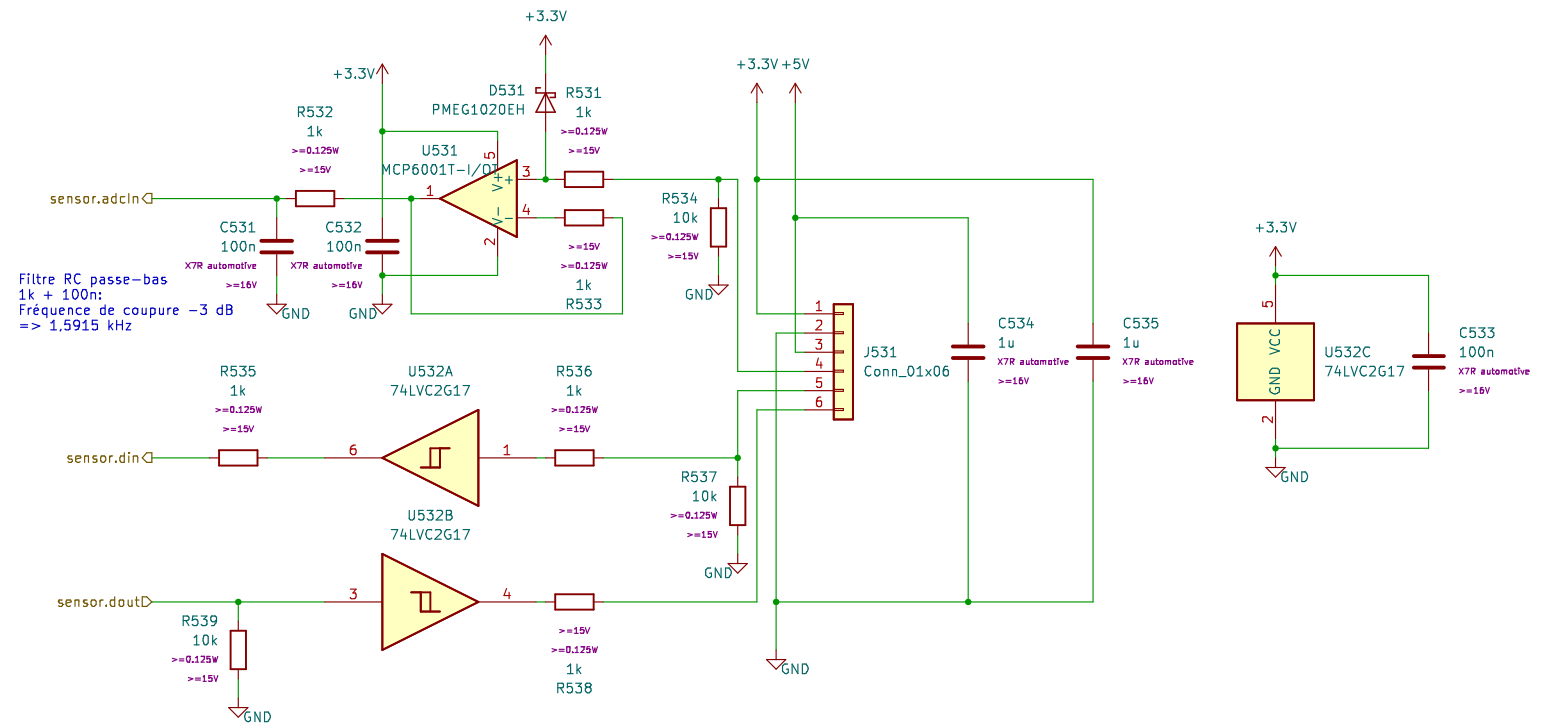 +3.3V
+3.3V
D531
PMEG1020EH
R531
1k
>=0.125W
>=15V
+3.3V
+5V
R532
1k
>=0.125W
>=15V
U531
MCP6001T-I/OT
5
V+
V-
+
-
3
4
1
2
sensor.adcIn
C531
100n
X7R automotive
>=16V
GND
C532
100n
X7R automotive
>=16V
GND
>=15V
>=0.125W
1k
R533
R534
10k
>=0.125W
>=15V
GND
Filtre RC passe-bas
1k + 100n:
Fréquence de coupure -3 dB
=> 1,5915 kHz
1
2
3
4
5
6
J531
Conn_01x06
C534
1u
X7R automotive
>=16V
C535
1u
X7R automotive
>=16V
+3.3V
5
VCC
GND
2
U532C
74LVC2G17
C533
100n
X7R automotive
>=16V
GND
R535
1k
>=0.125W
>=15V
U532A
74LVC2G17
R536
1k
>=0.125W
>=15V
sensor.din
6
1
R537
10k
>=0.125W
>=15V
GND
U532B
74LVC2G17
sensor.dout
3
4
R539
10k
>=0.125W
>=15V
GND
>=15V
>=0.125W
1k
R538
GND